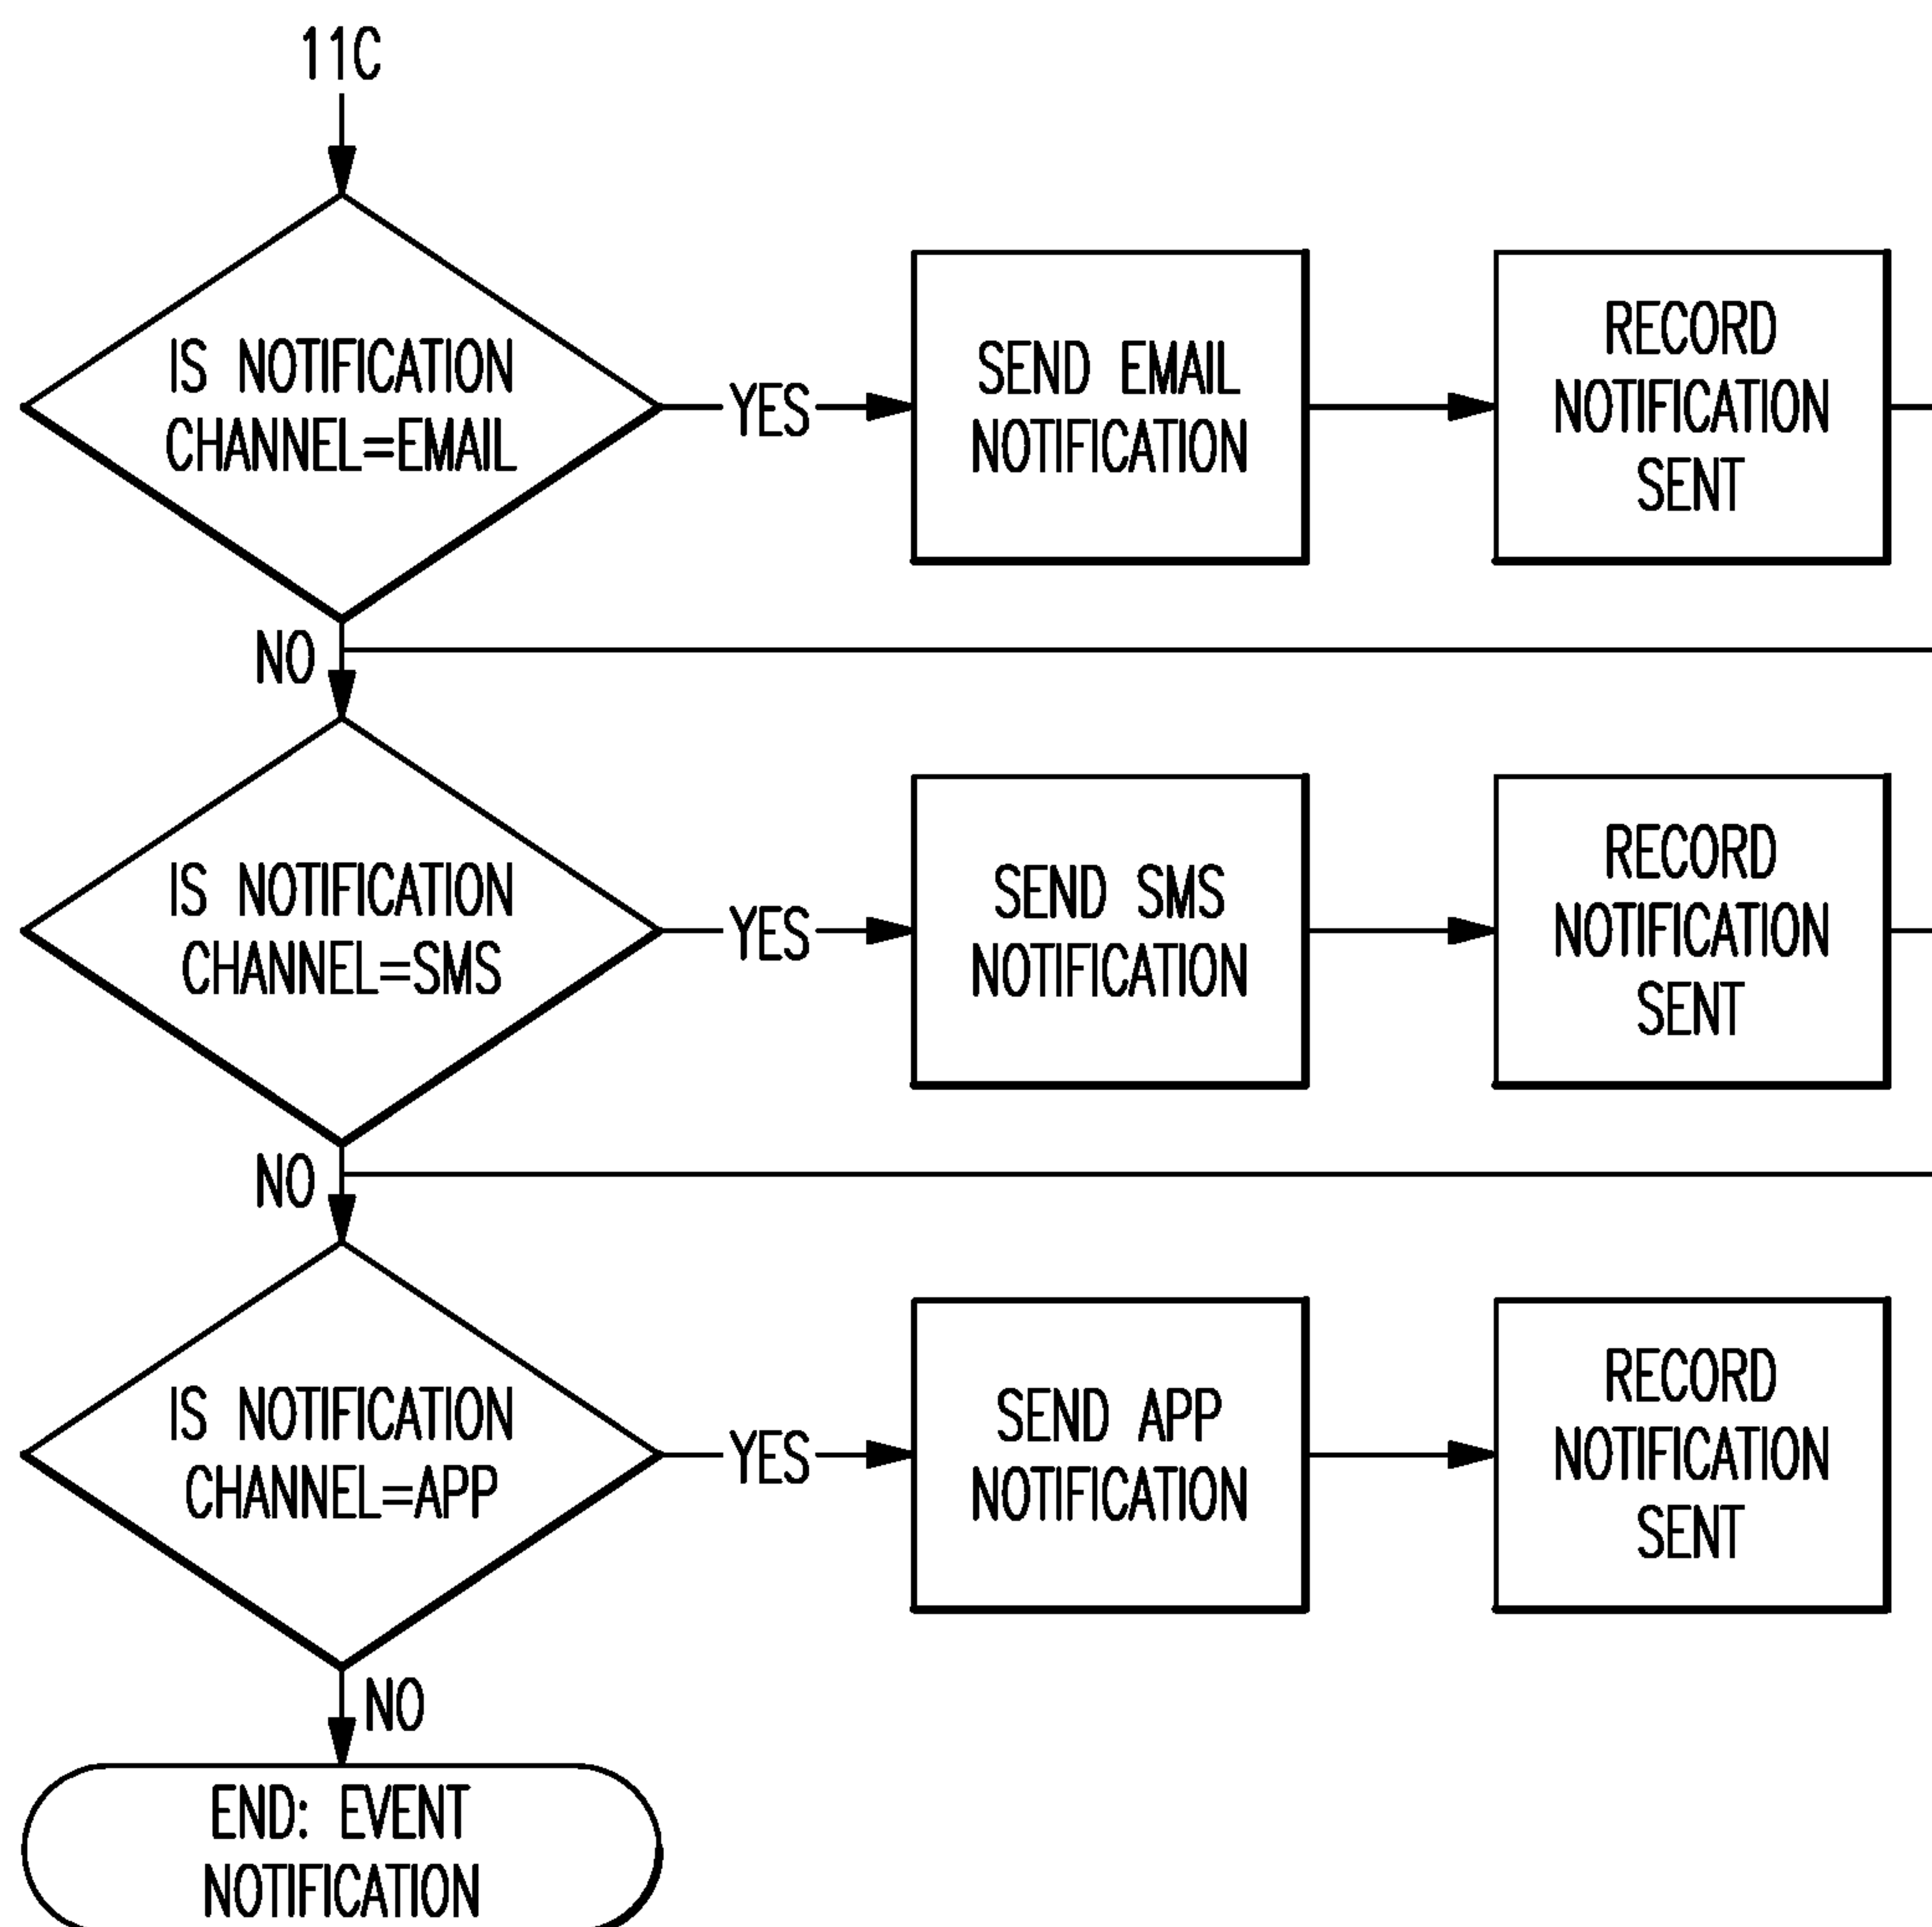 11C
IS NOTIFICATION
CHANNEL=EMAIL
YES
SEND EMAIL
NOTIFICATION
RECORD
NOTIFICATION
SENT
NO
IS NOTIFICATION
CHANNEL=SMS
YES
SEND SMS
NOTIFICATION
RECORD
NOTIFICATION
SENT
NO
IS NOTIFICATION
CHANNEL=APP
YES
SEND APP
NOTIFICATION
RECORD
NOTIFICATION
SENT
NO
END: EVENT
NOTIFICATION